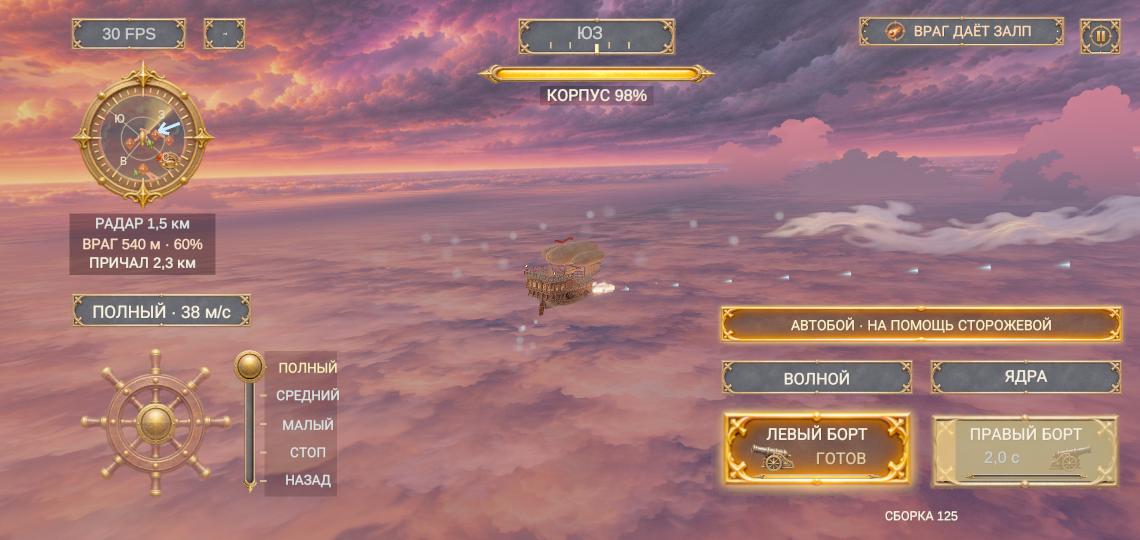 30 FPS
ЮЗ
ВРАГ ДАЁТ ЗАЛП
КОРПУС 98%
Ю
З
В
С
РАДАР 1,5 км
ВРАГ 540 м · 60%
ПРИЧАЛ 2,3 км
ПОЛНЫЙ · 38 м/с
ПОЛНЫЙ
СРЕДНИЙ
МАЛЫЙ
СТОП
НАЗАД
АВТОБОЙ · НА ПОМОЩЬ СТОРОЖЕВОЙ
ВОЛНОЙ
ЯДРА
ЛЕВЫЙ БОРТ
ГОТОВ
ПРАВЫЙ БОРТ
2,0 с
СБОРКА 125